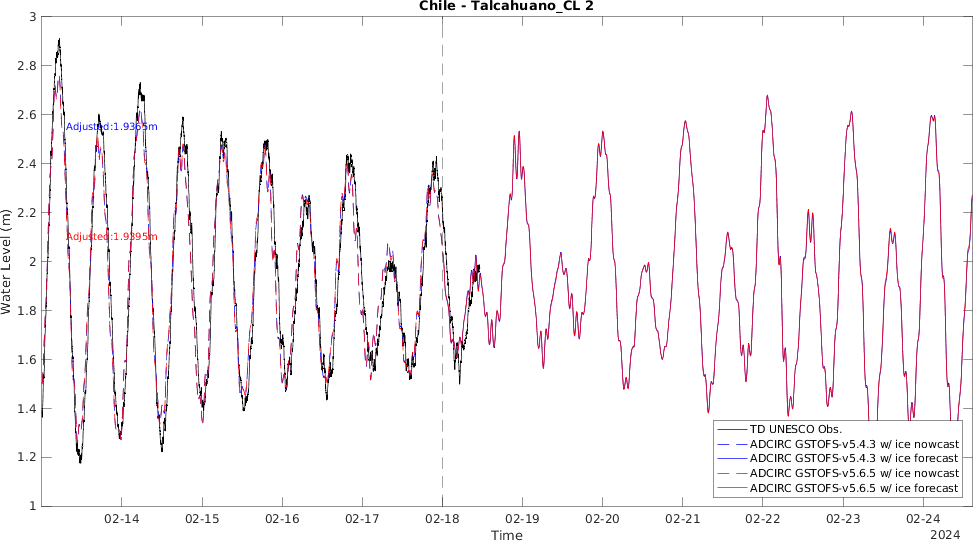 Chile - Talcahuano_CL 2
3
2.8
2.6
2.4
2.2
2
1.8
1.6
1.4
1.2
1
Water Level (m)
Adjusted:1.9365m
Adjusted:1.9395m
TD UNESCO Obs.
ADCIRC GSTOFS-v5.4.3 w/ ice nowcast
ADCIRC GSTOFS-v5.4.3 w/ ice forecast
ADCIRC GSTOFS-v5.6.5 w/ ice nowcast
ADCIRC GSTOFS-v5.6.5 w/ ice forecast
02-14 02-15 02-16 02-17 02-18 02-19 02-20 02-21 02-22 02-23 02-24
Time
2024